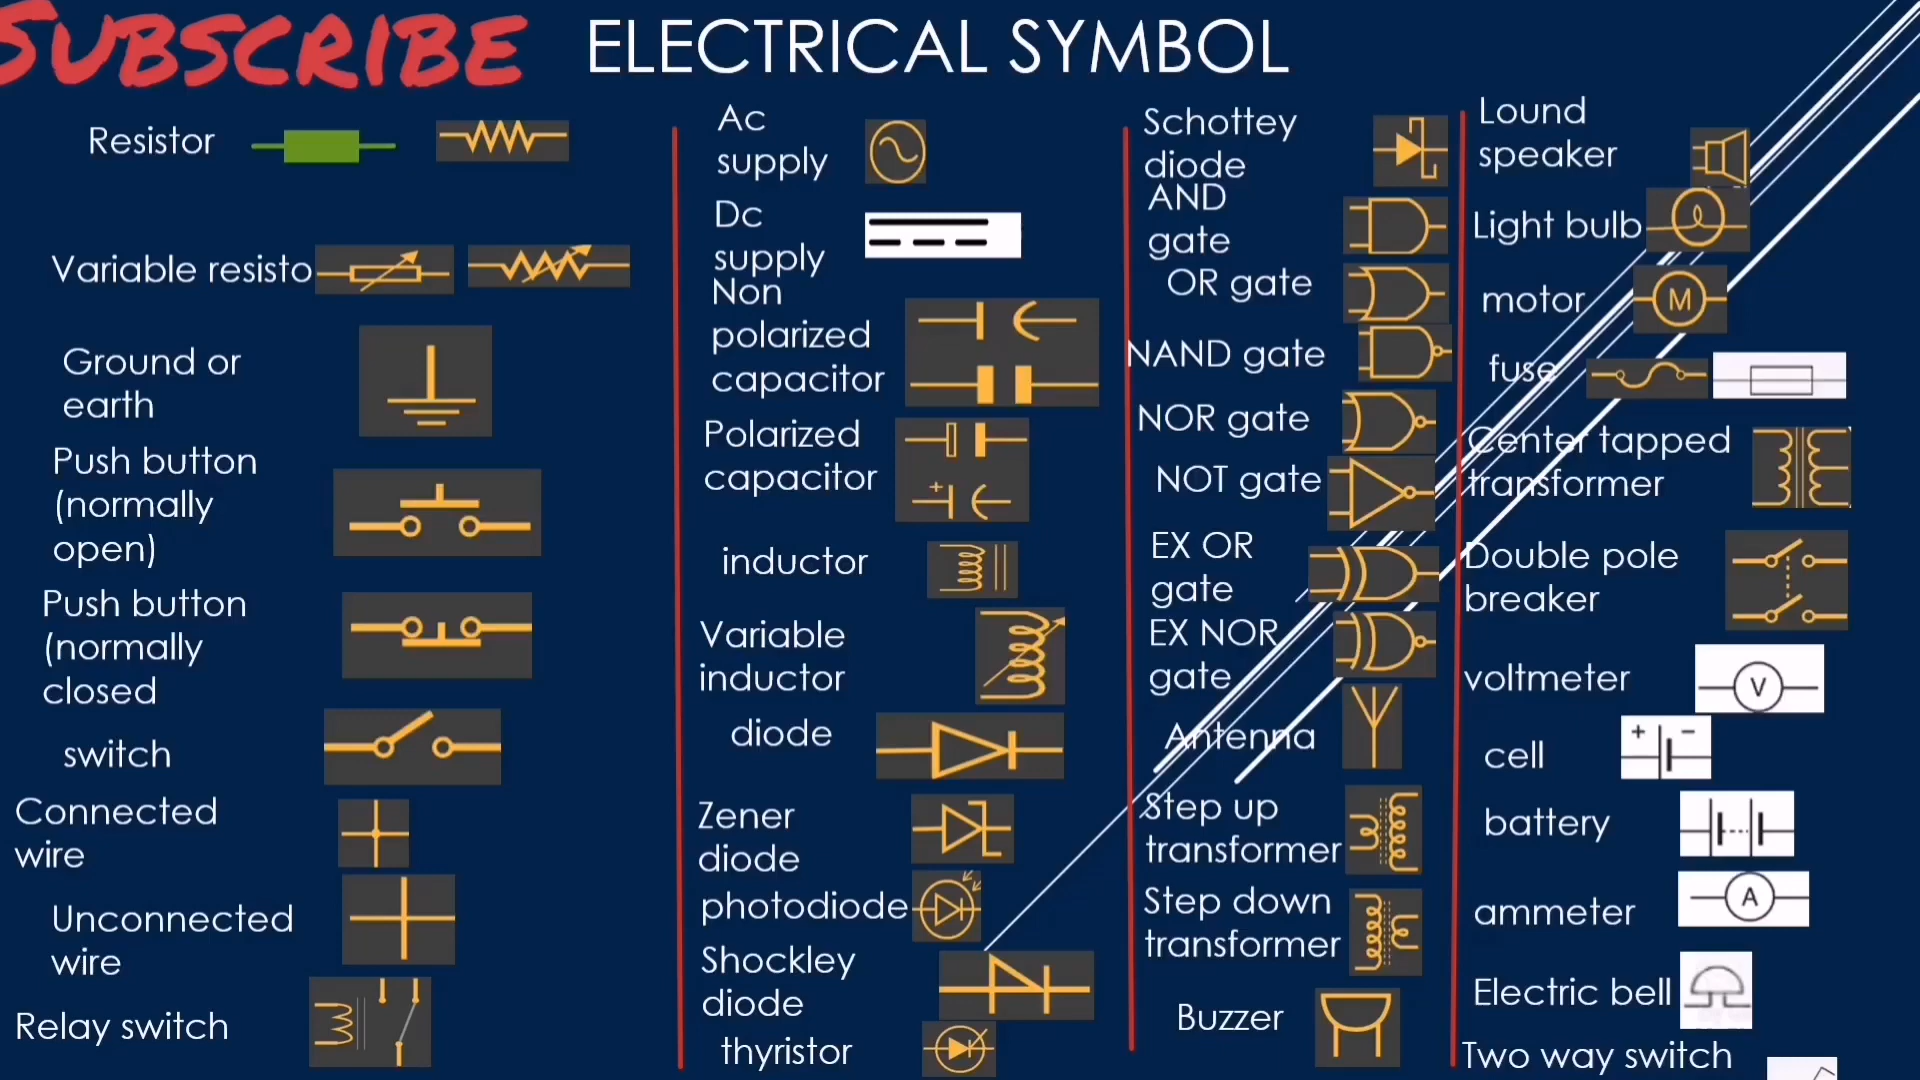 SUBSCRIBE
ELECTRICAL SYMBOL
Resistor
Variable resisto
Ground or
earth
Push button
(normally
open)
Push button
(normally
closed
switch
Connected
wire
Unconnected
wire
Relay switch
Ac
supply
Dc
supply
Non
polarized
capacitor
Polarized
capacitor
+
inductor
Variable
inductor
diode
Zener
diode
photodiode
Shockley
diode
thyristor
Schottey
diode
AND
gate
OR gate
NAND gate
NOR gate
NOT gate
EX OR
gate
EX NOR
gate
Antenna
Step up
transformer
Step down
transformer
Buzzer
Lound
speaker
Light bulb
motor
M
fuse
Center tapped
transformer
Double pole
breaker
voltmeter
V
cell
+ −
battery
ammeter
A
Electric bell
Two way switch